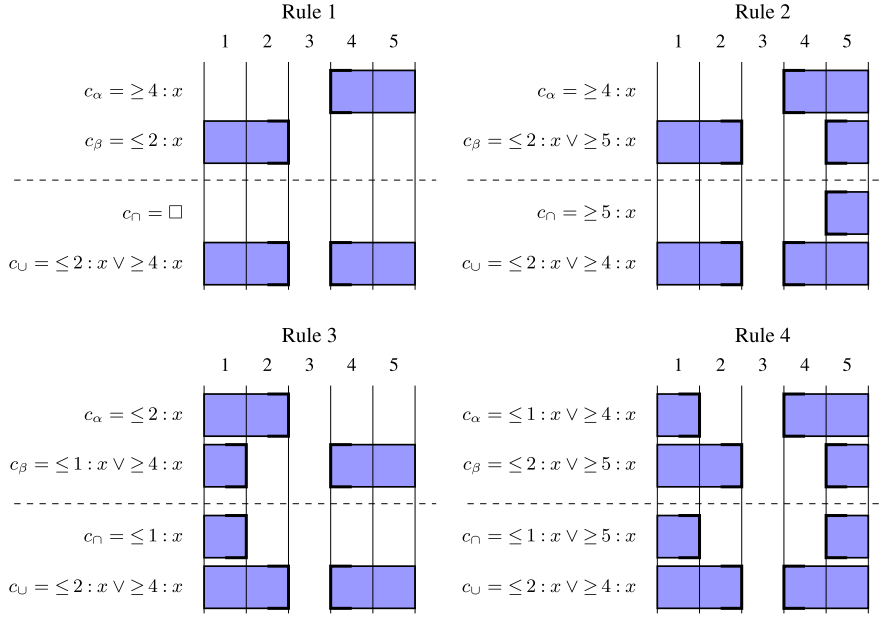 Rule 1
1 2 3 4 5
c_α = ≥ 4 : x
c_β = ≤ 2 : x
c_∩ = □
c_∪ = ≤ 2 : x ∨ ≥ 4 : x
Rule 2
1 2 3 4 5
c_α = ≥ 4 : x
c_β = ≤ 2 : x ∨ ≥ 5 : x
c_∩ = ≥ 5 : x
c_∪ = ≤ 2 : x ∨ ≥ 4 : x
Rule 3
1 2 3 4 5
c_α = ≤ 2 : x
c_β = ≤ 1 : x ∨ ≥ 4 : x
c_∩ = ≤ 1 : x
c_∪ = ≤ 2 : x ∨ ≥ 4 : x
Rule 4
1 2 3 4 5
c_α = ≤ 1 : x ∨ ≥ 4 : x
c_β = ≤ 2 : x ∨ ≥ 5 : x
c_∩ = ≤ 1 : x ∨ ≥ 5 : x
c_∪ = ≤ 2 : x ∨ ≥ 4 : x